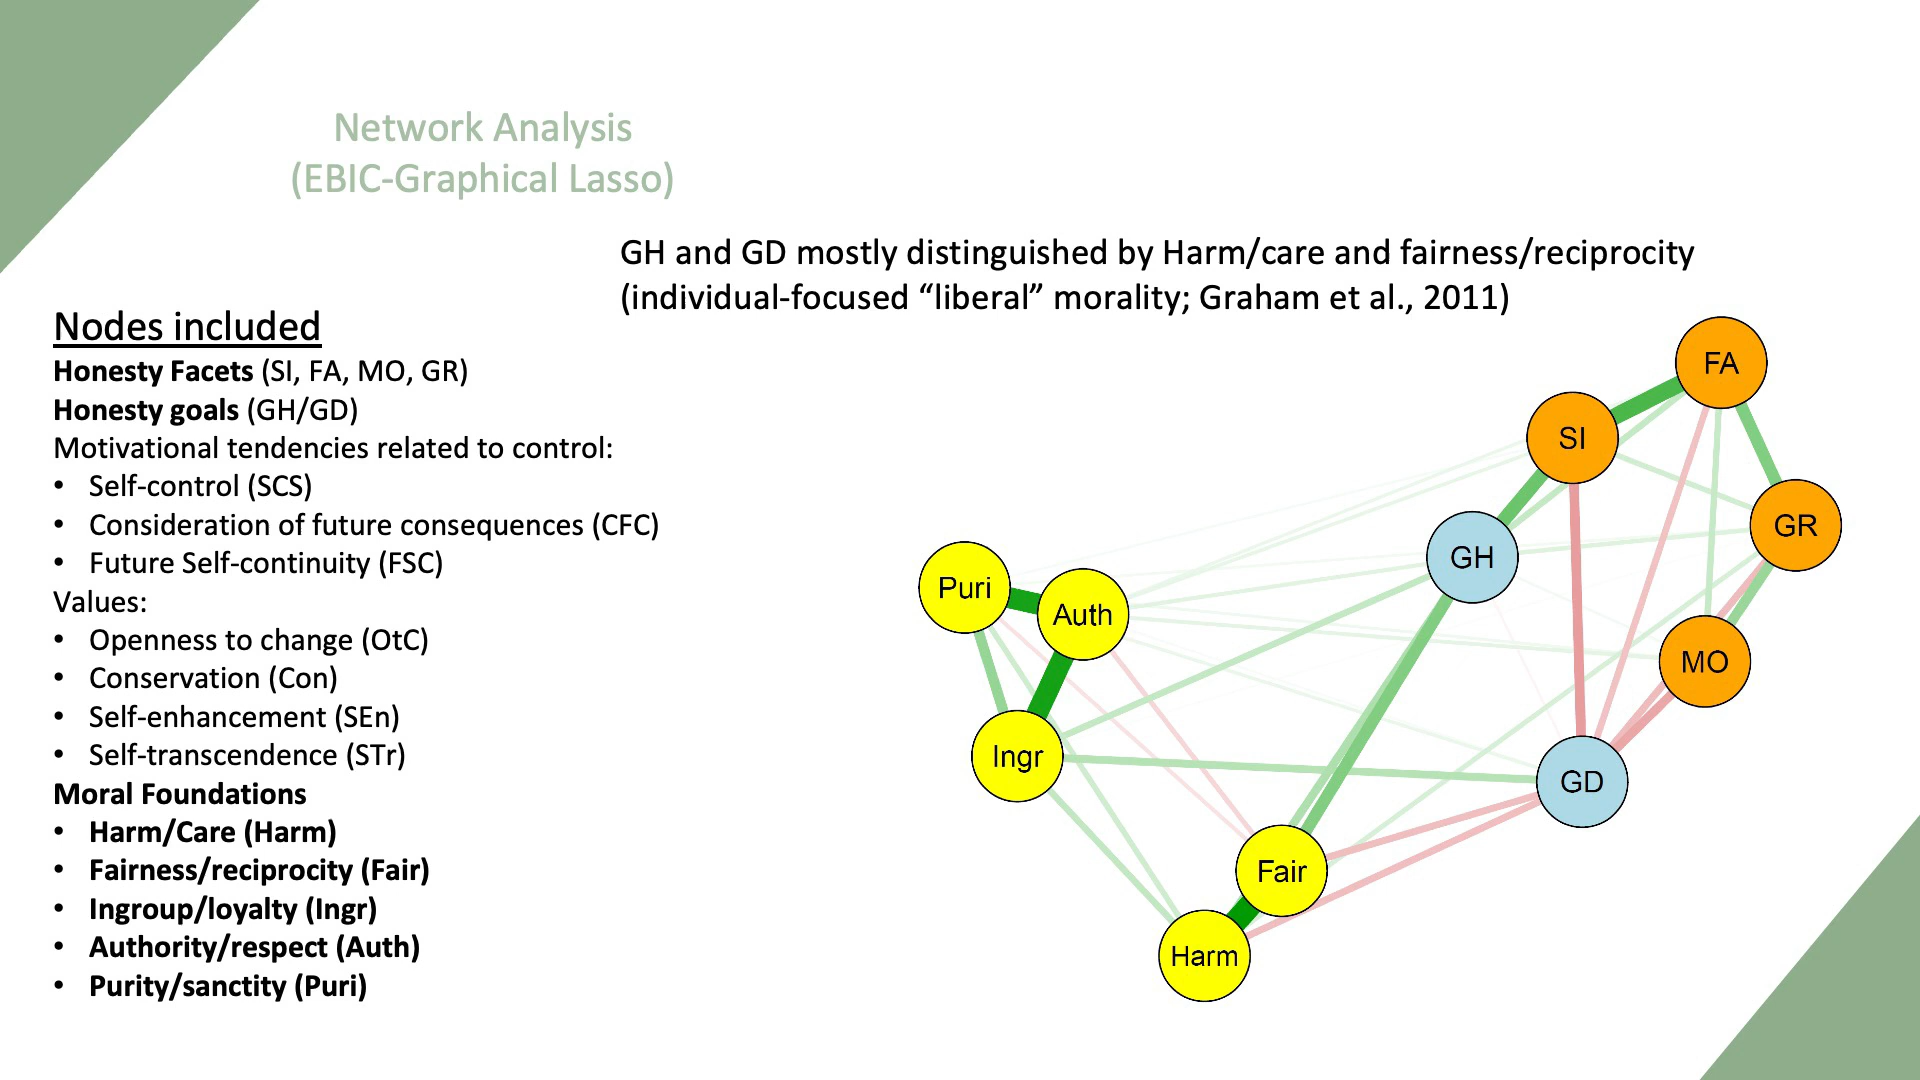 Network Analysis
(EBIC-Graphical Lasso)
GH and GD mostly distinguished by Harm/care and fairness/reciprocity
(individual-focused “liberal” morality; Graham et al., 2011)
Nodes included
Honesty Facets (SI, FA, MO, GR)
Honesty goals (GH/GD)
Motivational tendencies related to control:
• Self-control (SCS)
• Consideration of future consequences (CFC)
• Future Self-continuity (FSC)
Values:
• Openness to change (OtC)
• Conservation (Con)
• Self-enhancement (SEn)
• Self-transcendence (STr)
Moral Foundations
• Harm/Care (Harm)
• Fairness/reciprocity (Fair)
• Ingroup/loyalty (Ingr)
• Authority/respect (Auth)
• Purity/sanctity (Puri)
FA
SI
GR
GH
Puri
Auth
MO
Ingr
GD
Fair
Harm